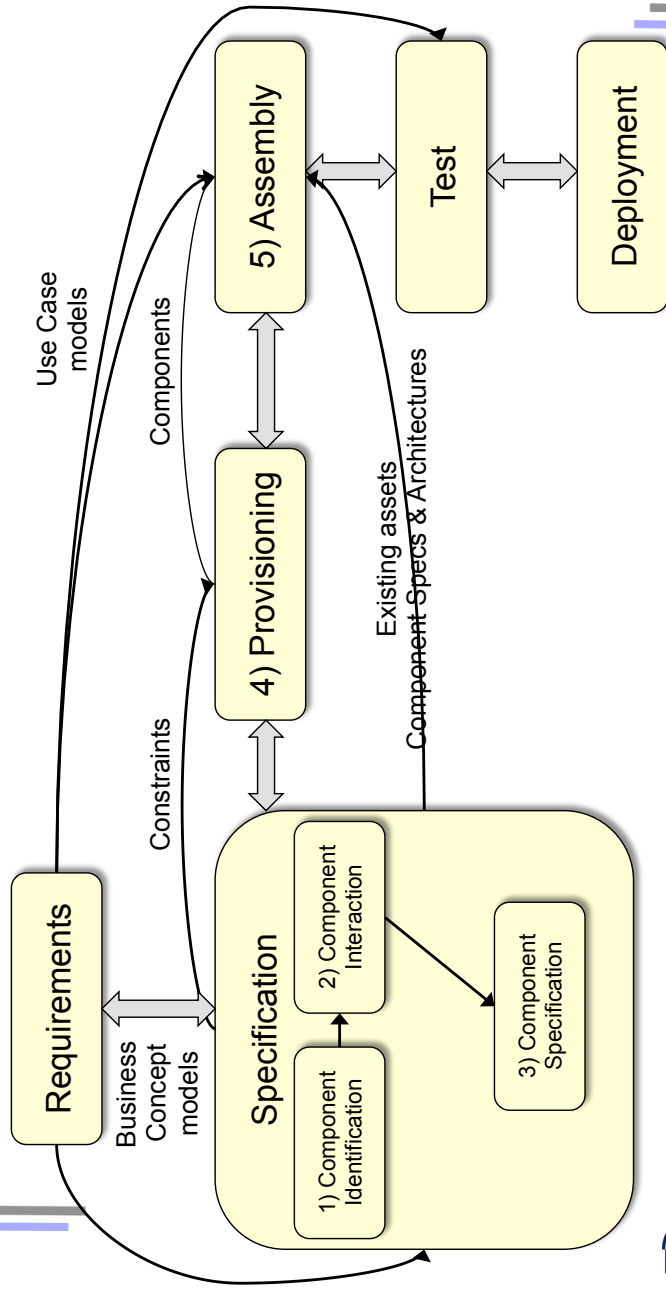 Requirements
Use Case
models
Business
Concept
models
Constraints
Components
Specification
1) Component
Identification
2) Component
Interaction
3) Component
Specification
4) Provisioning
5) Assembly
Existing assets
Component Specs & Architectures
Test
Deployment